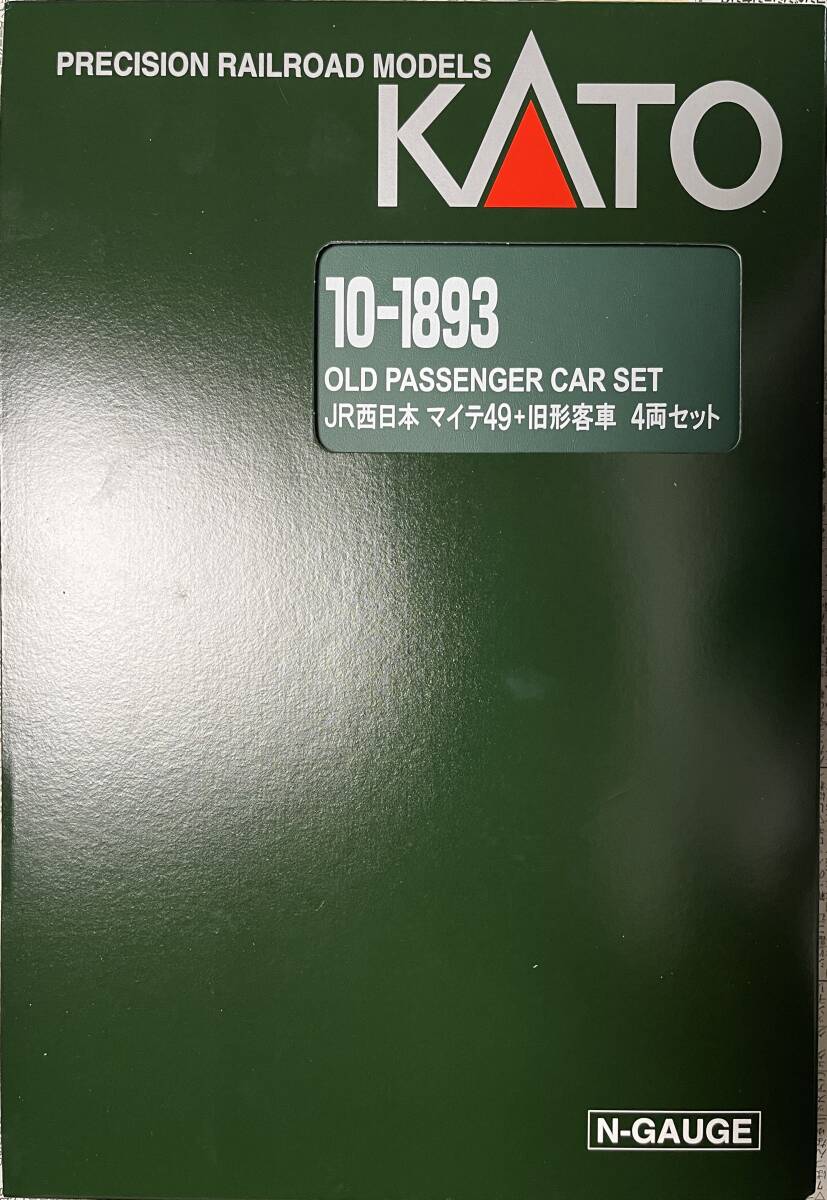 PRECISION RAILROAD MODELS
KATO
10-1893
OLD PASSENGER CAR SET
JR西日本 マイテ49+旧形客車 4両セット
N-GAUGE